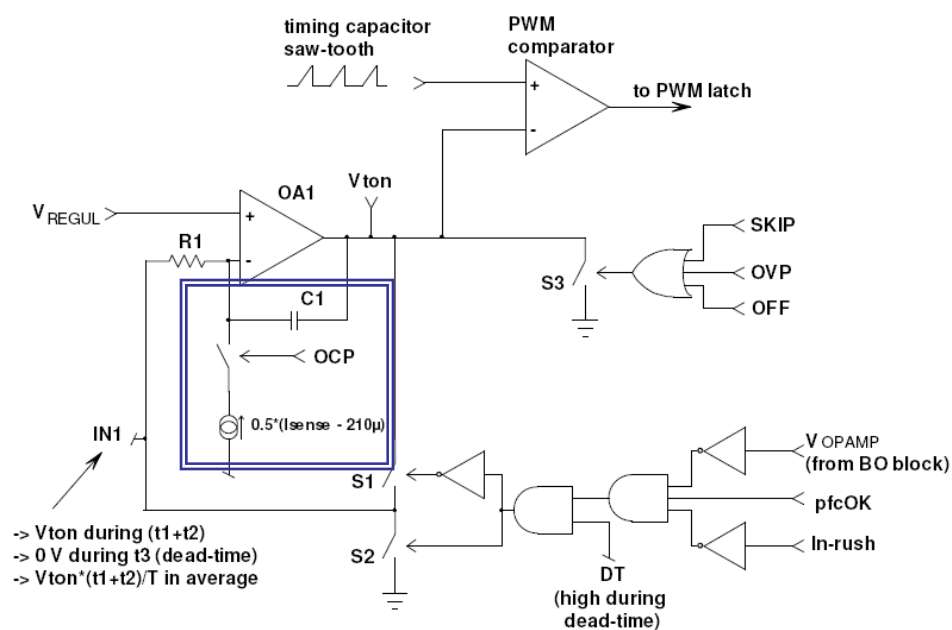 timing capacitor
saw-tooth
PWM
comparator
+
-
to PWM latch
Vton
OA1
VREGUL
+
-
R1
C1
OCP
0.5*(Isense - 210µ)
S3
SKIP
OVP
OFF
IN1
S1
S2
-> Vton during (t1+t2)
-> 0 V during t3 (dead-time)
-> Vton*(t1+t2)/T in average
VOPAMP
(from BO block)
pfcOK
In-rush
DT
(high during
dead-time)